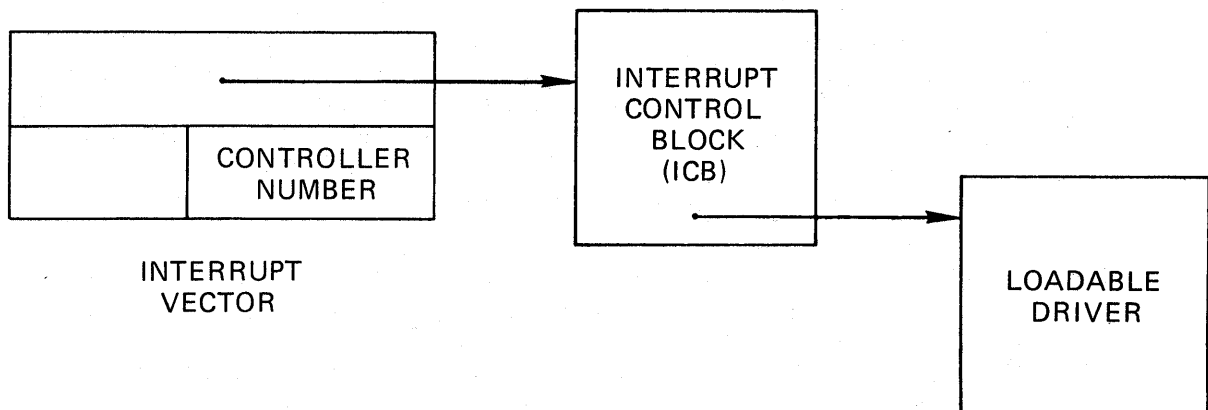 INTERRUPT
CONTROL
BLOCK
(ICB)
CONTROLLER
NUMBER
INTERRUPT
VECTOR
LOADABLE
DRIVER